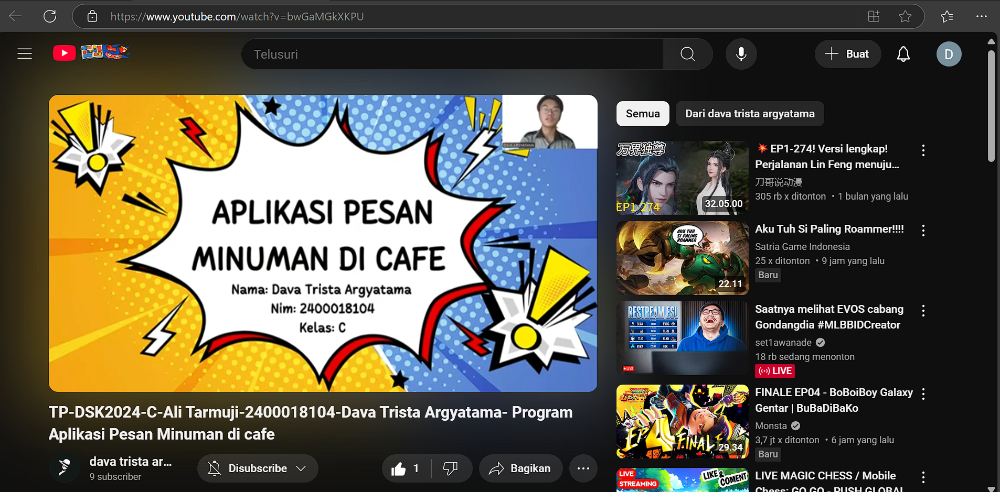 https://www.youtube.com/watch?v=bwGaMGkXKPU
Telusuri
Buat
D
APLIKASI PESAN
MINUMAN DI CAFE
Nama: Dava Trista Argyatama
Nim: 2400018104
Kelas: C
DAVA ARGYATAMA
TP-DSK2024-C-Ali Tarmuji-2400018104-Dava Trista Argyatama- Program
Aplikasi Pesan Minuman di cafe
dava trista ar...
9 subscriber
Disubscribe
1
Bagikan
Semua
Dari dava trista argyatama
万界独尊
EP1-274
32.05.00
💥EP1-274! Versi lengkap!
Perjalanan Lin Feng menuju...
刀哥说动漫
305 rb x ditonton • 1 bulan yang lalu
AKU TUH
SI PALING
ROAMMER
22.11
Aku Tuh Si Paling Roammer!!!!
Satria Game Indonesia
25 x ditonton • 9 jam yang lalu
Baru
RESTREAM ESL
BLCK 14:00 EVOS
LIVE
Saatnya melihat EVOS cabang
Gondangdia #MLBBIDCreator
set1awanade
18 rb sedang menonton
LIVE
EP4 FINALE
29.34
FINALE EP04 - BoBoiBoy Galaxy
Gentar | BuBaDiBaKo
Monsta
3,7 jt x ditonton • 6 jam yang lalu
Baru
LIVE
STREAMING
LIKE &
COMENT
LIVE MAGIC CHESS / Mobile
Chess: GO GO - PUSH GLOBAL